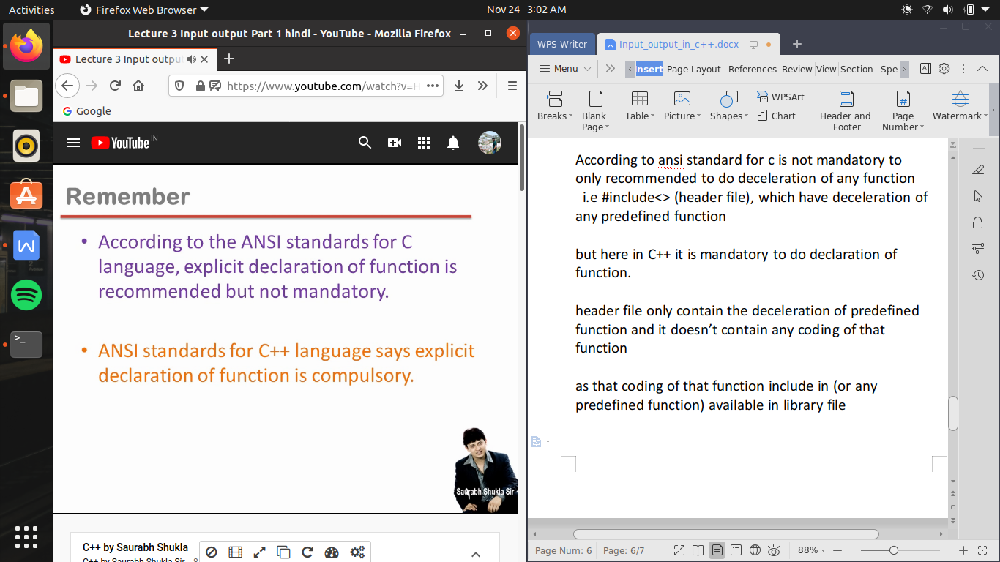 Activities
Firefox Web Browser
Nov 24 3:02 AM
Lecture 3 Input output Part 1 hindi - YouTube - Mozilla Firefox
Lecture 3 Input outpu
https://www.youtube.com/watch?v=H
Google
YouTube IN
Remember
• According to the ANSI standards for C
language, explicit declaration of function is
recommended but not mandatory.
• ANSI standards for C++ language says explicit
declaration of function is compulsory.
Saurabh Shukla Sir
C++ by Saurabh Shukla
C++ by Saurabh Shukla Sir
WPS Writer
Input_output_in_c++.docx
Menu
Insert Page Layout References Review View Section Spe
Breaks
Blank
Page
Table
Picture
Shapes
WPSArt
Chart
Header and
Footer
Page
Number
Watermark
According to ansi standard for c is not mandatory to
only recommended to do deceleration of any function
i.e #include<> (header file), which have deceleration of
any predefined function
but here in C++ it is mandatory to do declaration of
function.
header file only contain the deceleration of predefined
function and it doesn’t contain any coding of that
function
as that coding of that function include in (or any
predefined function) available in library file
Page Num: 6 Page: 6/7
88%